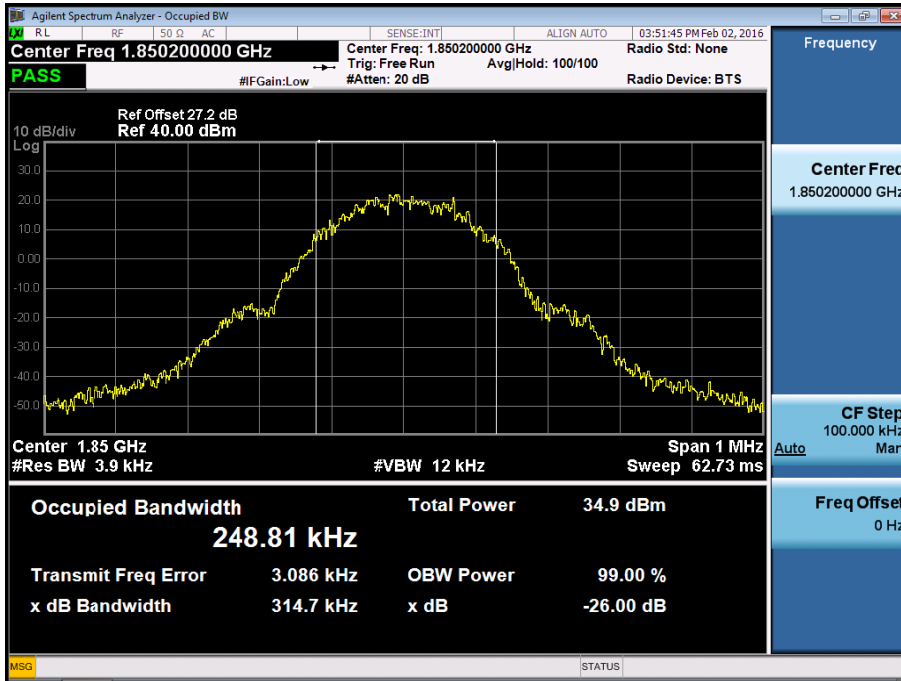 Agilent Spectrum Analyzer - Occupied BW
LXI RL RF 50 Ω AC SENSE:INT ALIGN AUTO 03:51:45 PM Feb 02, 2016
Center Freq 1.850200000 GHz
Center Freq: 1.850200000 GHz
Radio Std: None
Trig: Free Run Avg|Hold: 100/100
PASS
#IFGain:Low
#Atten: 20 dB
Radio Device: BTS
Ref Offset 27.2 dB
10 dB/div Ref 40.00 dBm
Log
30.0
20.0
10.0
0.00
-10.0
-20.0
-30.0
-40.0
-50.0
Center 1.85 GHz Span 1 MHz
#Res BW 3.9 kHz #VBW 12 kHz Sweep 62.73 ms
Occupied Bandwidth Total Power 34.9 dBm
248.81 kHz
Transmit Freq Error 3.086 kHz OBW Power 99.00 %
x dB Bandwidth 314.7 kHz x dB -26.00 dB
MSG STATUS
Frequency
Center Freq
1.850200000 GHz
CF Step
100.000 kHz
Auto Man
Freq Offset
0 Hz